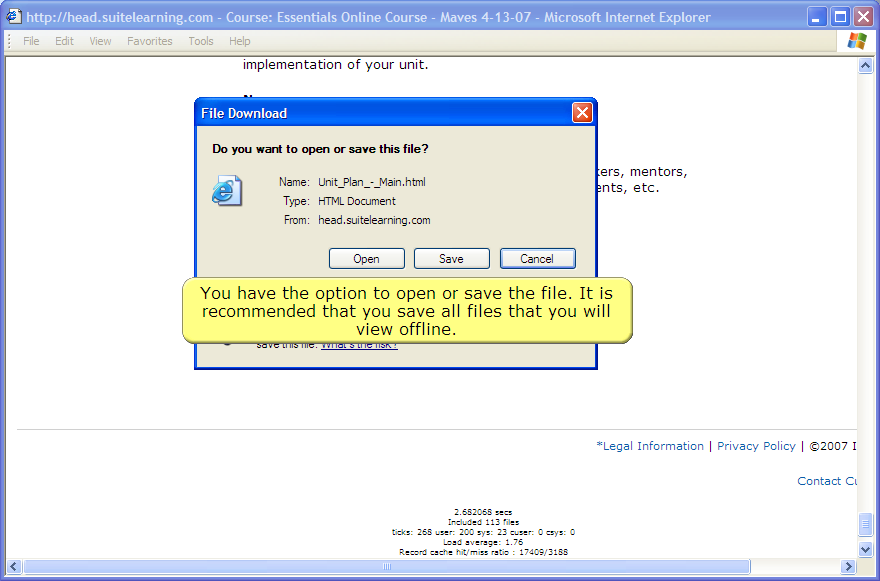 http://head.suitelearning.com - Course: Essentials Online Course - Maves 4-13-07 - Microsoft Internet Explorer
File Edit View Favorites Tools Help
implementation of your unit.
File Download
Do you want to open or save this file?
kers, mentors,
Name: Unit_Plan_-_Main.html
ents, etc.
Type: HTML Document
From: head.suitelearning.com
Open Save Cancel
You have the option to open or save the file. It is
recommended that you save all files that you will
view offline.
save this file. What's the risk?
*Legal Information | Privacy Policy | ©2007 I
Contact Cu
2.682068 secs
Included 113 files
ticks: 268 user: 200 sys: 23 cuser: 0 csys: 0
Load average: 1.76
Record cache hit/miss ratio : 17409/3188